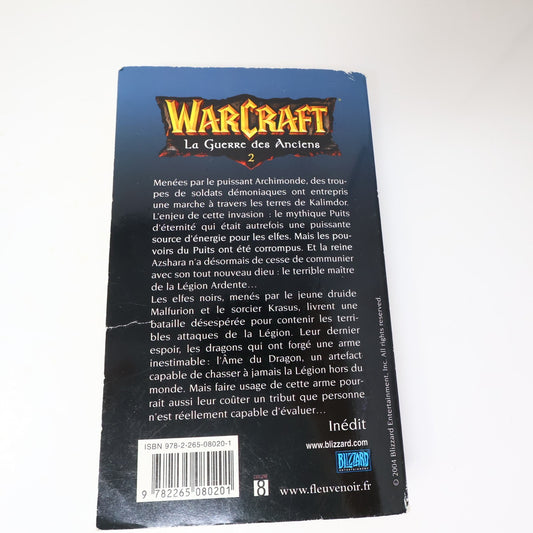 WARCRAFT
La Guerre des Anciens
2
Menées par le puissant Archimonde, des trou-
pes de soldats démoniaques ont entrepris
une marche à travers les terres de Kalimdor.
L'enjeu de cette invasion : le mythique Puits
d'éternité qui était autrefois une puissante
source d'énergie pour les elfes. Mais les pou-
voirs du Puits ont été corrompus. Et la reine
Azshara n'a désormais de cesse de communier
avec son tout nouveau dieu : le terrible maître
de la Légion Ardente...
Les elfes noirs, menés par le jeune druide
Malfurion et le sorcier Krasus, livrent une
bataille désespérée pour contenir les terri-
bles attaques de la Légion. Leur dernier
espoir, les dragons qui ont forgé une arme
inestimable : l'Âme du Dragon, un artefact
capable de chasser à jamais la Légion hors du
monde. Mais faire usage de cette arme pour-
rait aussi leur coûter un tribut que personne
n'est réellement capable d'évaluer...
Inédit
www.blizzard.com
BLIZZARD
ENTERTAINMENT
© 2004 Blizzard Entertainment, Inc. All rights reserved.
ISBN 978-2-265-08020-1
9 782265 080201
8
www.fleuvenoir.fr